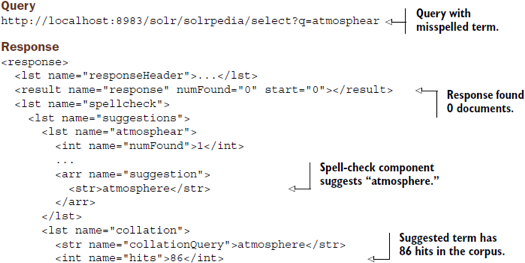 Query
http://localhost:8983/solr/solrpedia/select?q=atmosphear
Query with
misspelled term.
Response
<response>
<lst name="responseHeader">...</lst>
<result name="response" numFound="0" start="0"></result>
Response found
0 documents.
<lst name="spellcheck">
<lst name="suggestions">
<lst name="atmosphear">
<int name="numFound">1</int>
...
<arr name="suggestion">
<str>atmosphere</str>
Spell-check component
suggests “atmosphere.”
</arr>
</lst>
<lst name="collation">
<str name="collationQuery">atmosphere</str>
<int name="hits">86</int>
Suggested term has
86 hits in the corpus.